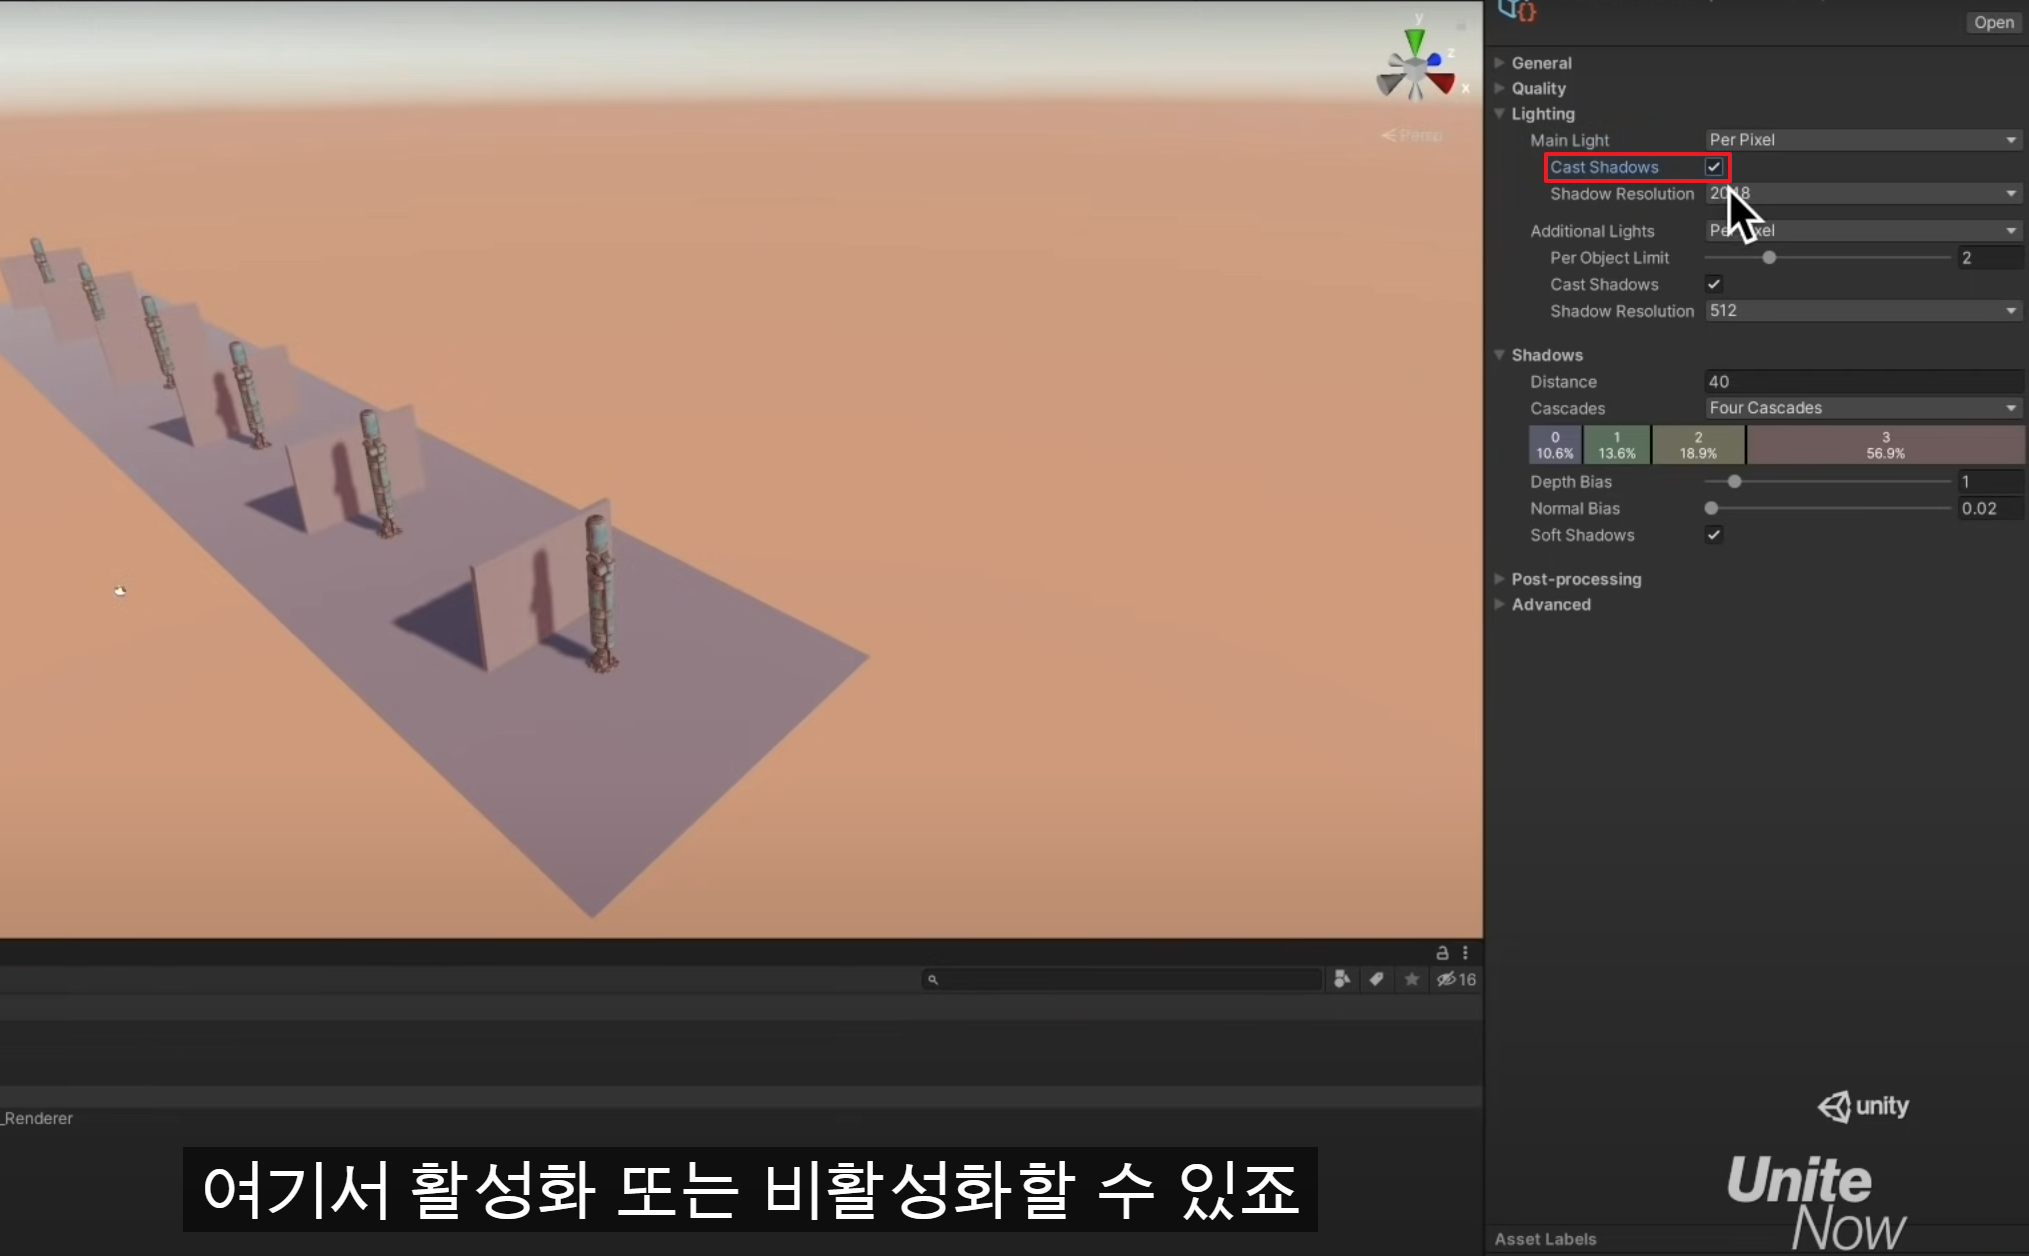 y
z
x
Persp
Open
General
Quality
Lighting
Main Light Per Pixel
Cast Shadows
Shadow Resolution
Additional Lights
Per Object Limit 2
Cast Shadows
Shadow Resolution 512
Shadows
Distance 40
Cascades Four Cascades
0 1 2 3
10.6% 13.6% 18.9% 56.9%
Depth Bias 1
Normal Bias 0.02
Soft Shadows
Post-processing
Advanced
16
_Renderer
unity
Unite
Now
여기서 활성화 또는 비활성화할 수 있죠
Asset Labels